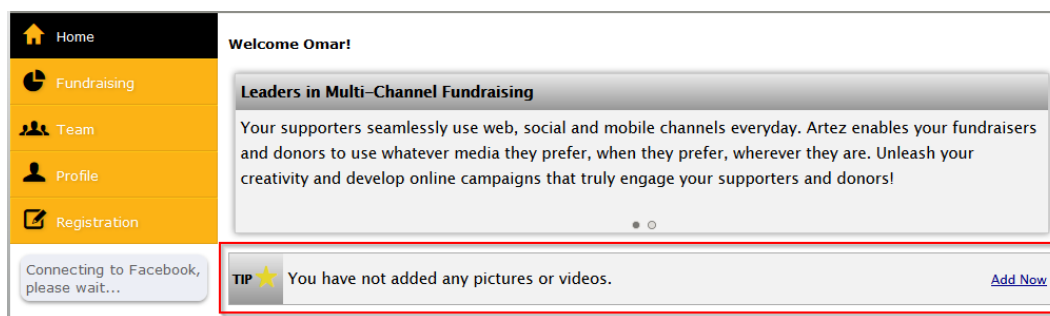 Home
Fundraising
Team
Profile
Registration
Connecting to Facebook,
please wait...
Welcome Omar!
Leaders in Multi-Channel Fundraising
Your supporters seamlessly use web, social and mobile channels everyday. Artez enables your fundraisers
and donors to use whatever media they prefer, when they prefer, wherever they are. Unleash your
creativity and develop online campaigns that truly engage your supporters and donors!
TIP You have not added any pictures or videos. Add Now